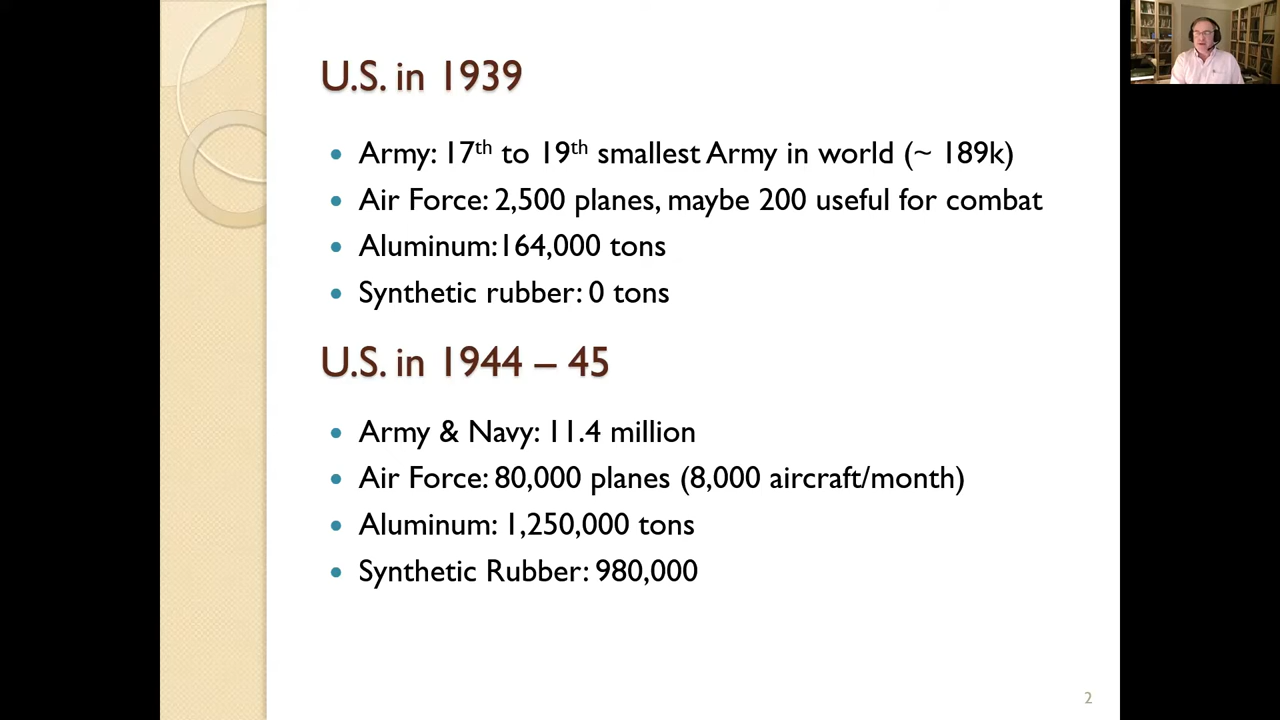 U.S. in 1939
• Army: 17th to 19th smallest Army in world (~ 189k)
• Air Force: 2,500 planes, maybe 200 useful for combat
• Aluminum:164,000 tons
• Synthetic rubber: 0 tons
U.S. in 1944 – 45
• Army & Navy: 11.4 million
• Air Force: 80,000 planes (8,000 aircraft/month)
• Aluminum: 1,250,000 tons
• Synthetic Rubber: 980,000
2